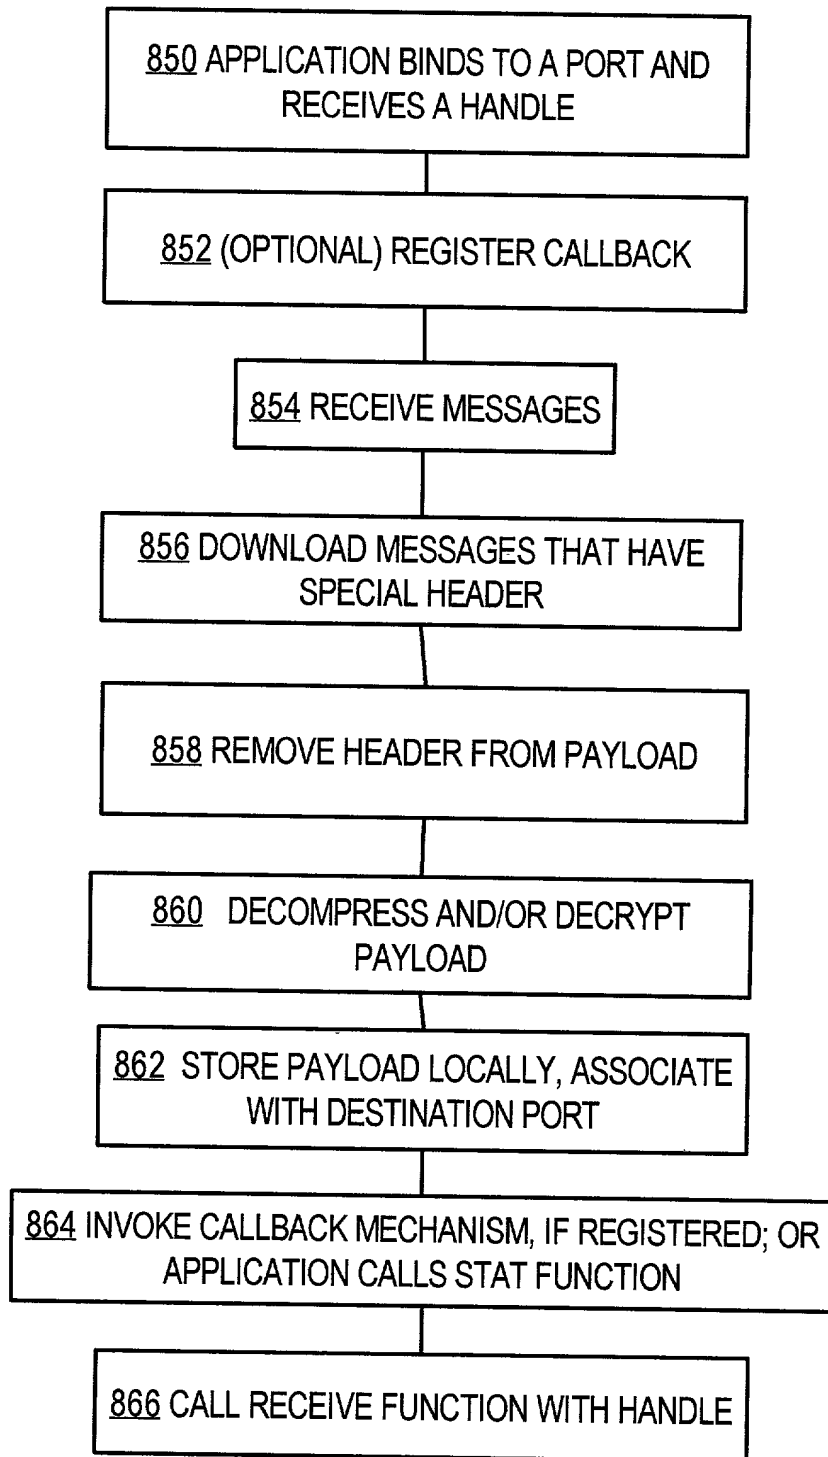 850 APPLICATION BINDS TO A PORT AND
RECEIVES A HANDLE
852 (OPTIONAL) REGISTER CALLBACK
854 RECEIVE MESSAGES
856 DOWNLOAD MESSAGES THAT HAVE
SPECIAL HEADER
858 REMOVE HEADER FROM PAYLOAD
860 DECOMPRESS AND/OR DECRYPT
PAYLOAD
862 STORE PAYLOAD LOCALLY, ASSOCIATE
WITH DESTINATION PORT
864 INVOKE CALLBACK MECHANISM, IF REGISTERED; OR
APPLICATION CALLS STAT FUNCTION
866 CALL RECEIVE FUNCTION WITH HANDLE